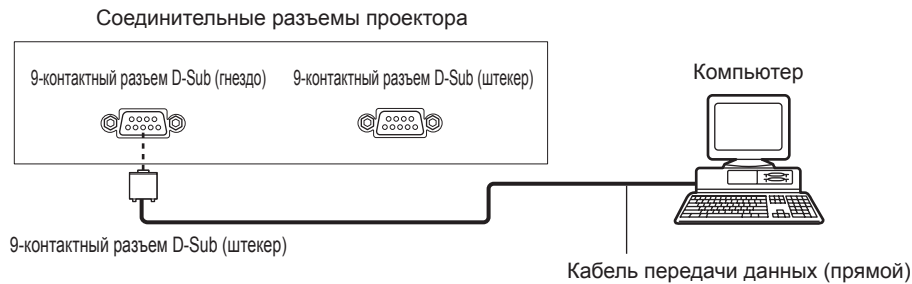 Соединительные разъемы проектора
9-контактный разъем D-Sub (гнездо)
9-контактный разъем D-Sub (штекер)
Компьютер
9-контактный разъем D-Sub (штекер)
Кабель передачи данных (прямой)